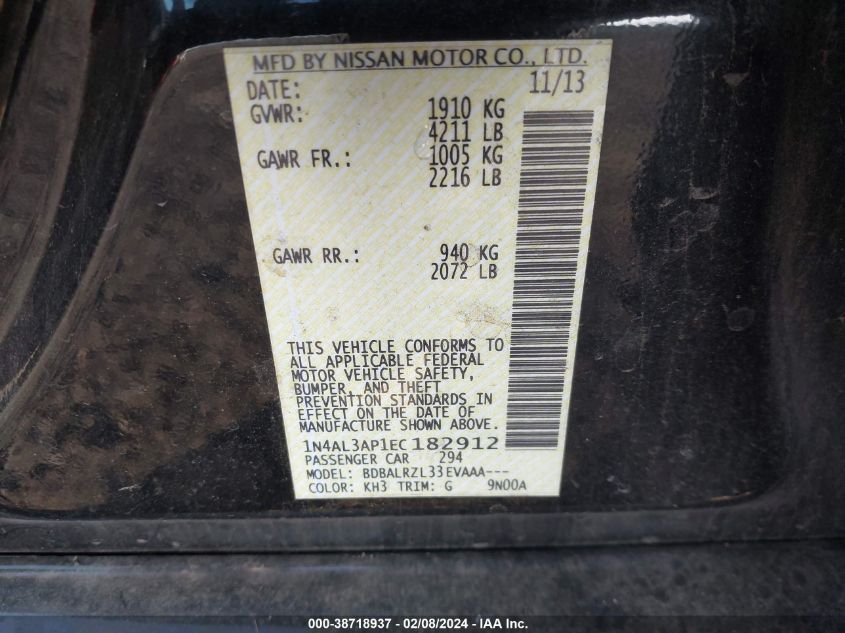 MFD BY NISSAN MOTOR CO., LTD.
DATE: 11/13
GVWR: 1910 KG
4211 LB
GAWR FR.: 1005 KG
2216 LB
GAWR RR.: 940 KG
2072 LB
THIS VEHICLE CONFORMS TO
ALL APPLICABLE FEDERAL
MOTOR VEHICLE SAFETY,
BUMPER, AND THEFT
PREVENTION STANDARDS IN
EFFECT ON THE DATE OF
MANUFACTURE SHOWN ABOVE.
1N4AL3AP1EC182912
PASSENGER CAR 294
MODEL: BDBALRZL33EVAAA---
COLOR: KH3 TRIM: G 9N00A
000-38718937 - 02/08/2024 - IAA Inc.